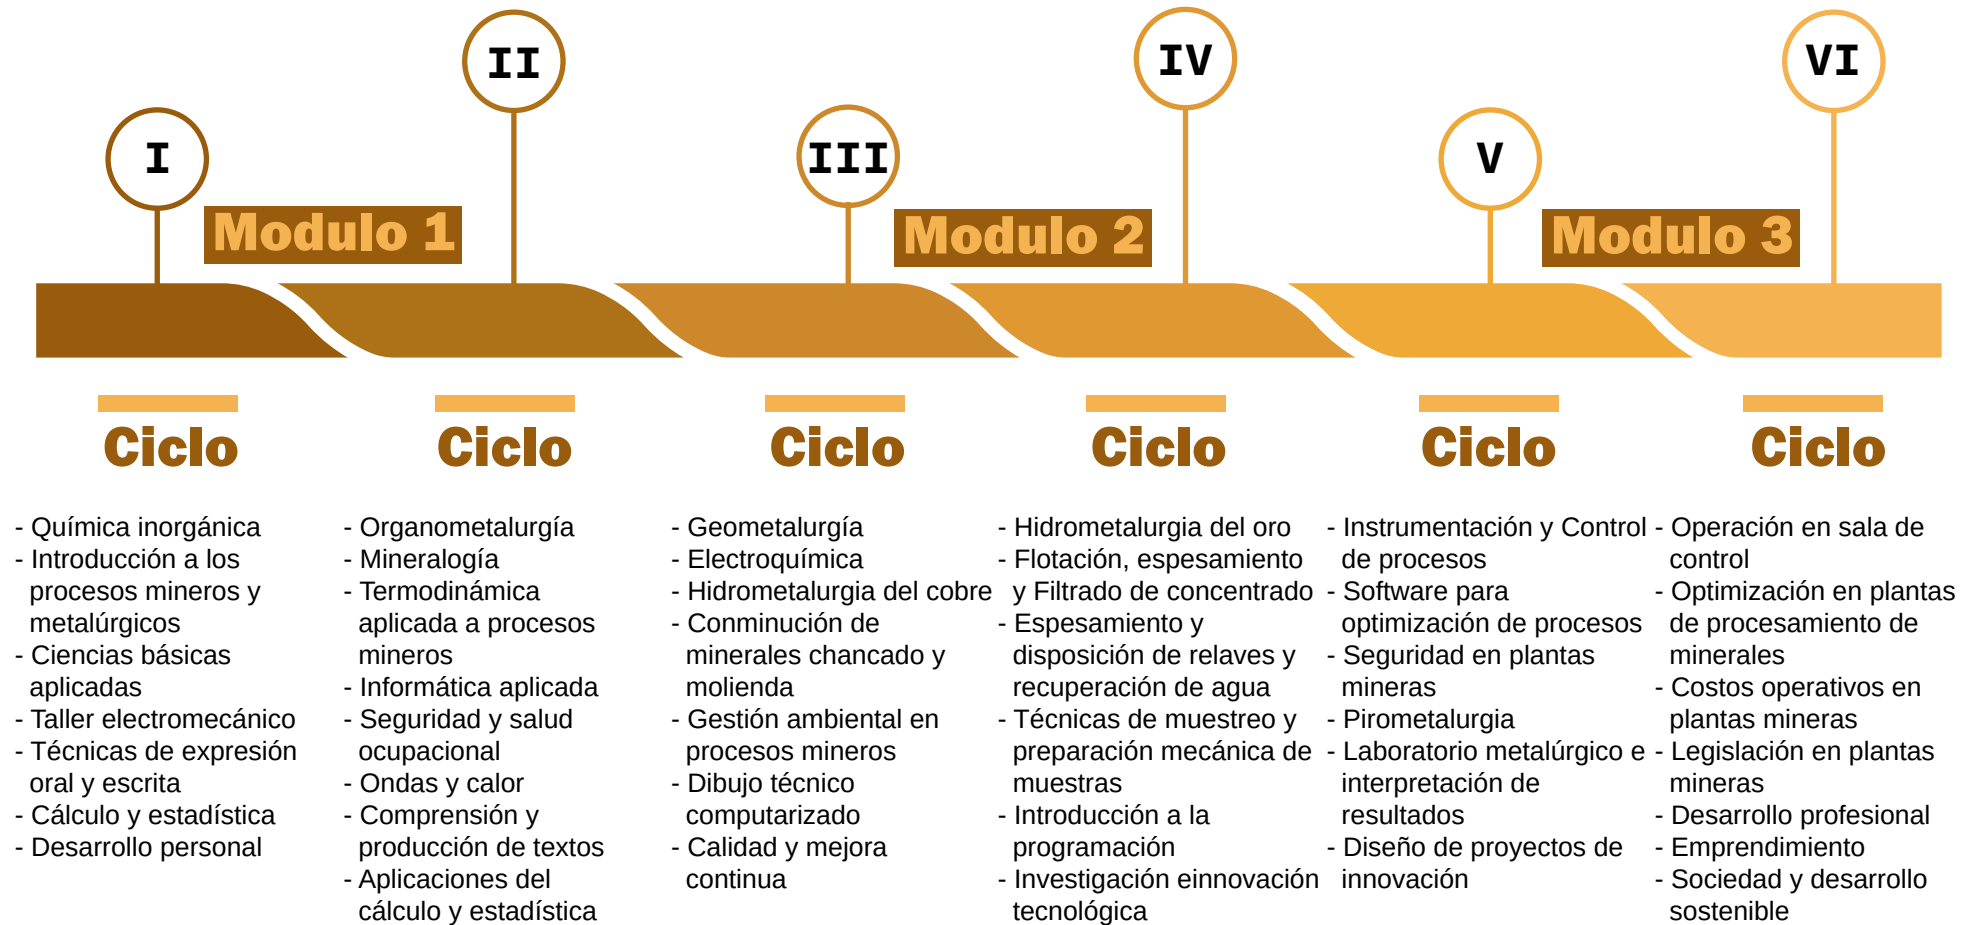 I
II
III
IV
V
VI
Modulo 1
Modulo 2
Modulo 3
Ciclo
- Química inorgánica
- Introducción a los
procesos mineros y
metalúrgicos
- Ciencias básicas
aplicadas
- Taller electromecánico
- Técnicas de expresión
oral y escrita
- Cálculo y estadística
- Desarrollo personal
Ciclo
- Organometalurgía
- Mineralogía
- Termodinámica
aplicada a procesos
mineros
- Informática aplicada
- Seguridad y salud
ocupacional
- Ondas y calor
- Comprensión y
producción de textos
- Aplicaciones del
cálculo y estadística
Ciclo
- Geometalurgía
- Electroquímica
- Hidrometalurgia del cobre
- Conminución de
minerales chancado y
molienda
- Gestión ambiental en
procesos mineros
- Dibujo técnico
computarizado
- Calidad y mejora
continua
Ciclo
- Hidrometalurgia del oro
- Flotación, espesamiento
y Filtrado de concentrado
- Espesamiento y
disposición de relaves y
recuperación de agua
- Técnicas de muestreo y
preparación mecánica de
muestras
- Introducción a la
programación
- Investigación einnovación
tecnológica
Ciclo
- Instrumentación y Control
de procesos
- Software para
optimización de procesos
- Seguridad en plantas
mineras
- Pirometalurgia
- Laboratorio metalúrgico e
interpretación de
resultados
- Diseño de proyectos de
innovación
Ciclo
- Operación en sala de
control
- Optimización en plantas
de procesamiento de
minerales
- Costos operativos en
plantas mineras
- Legislación en plantas
mineras
- Desarrollo profesional
- Emprendimiento
- Sociedad y desarrollo
sostenible